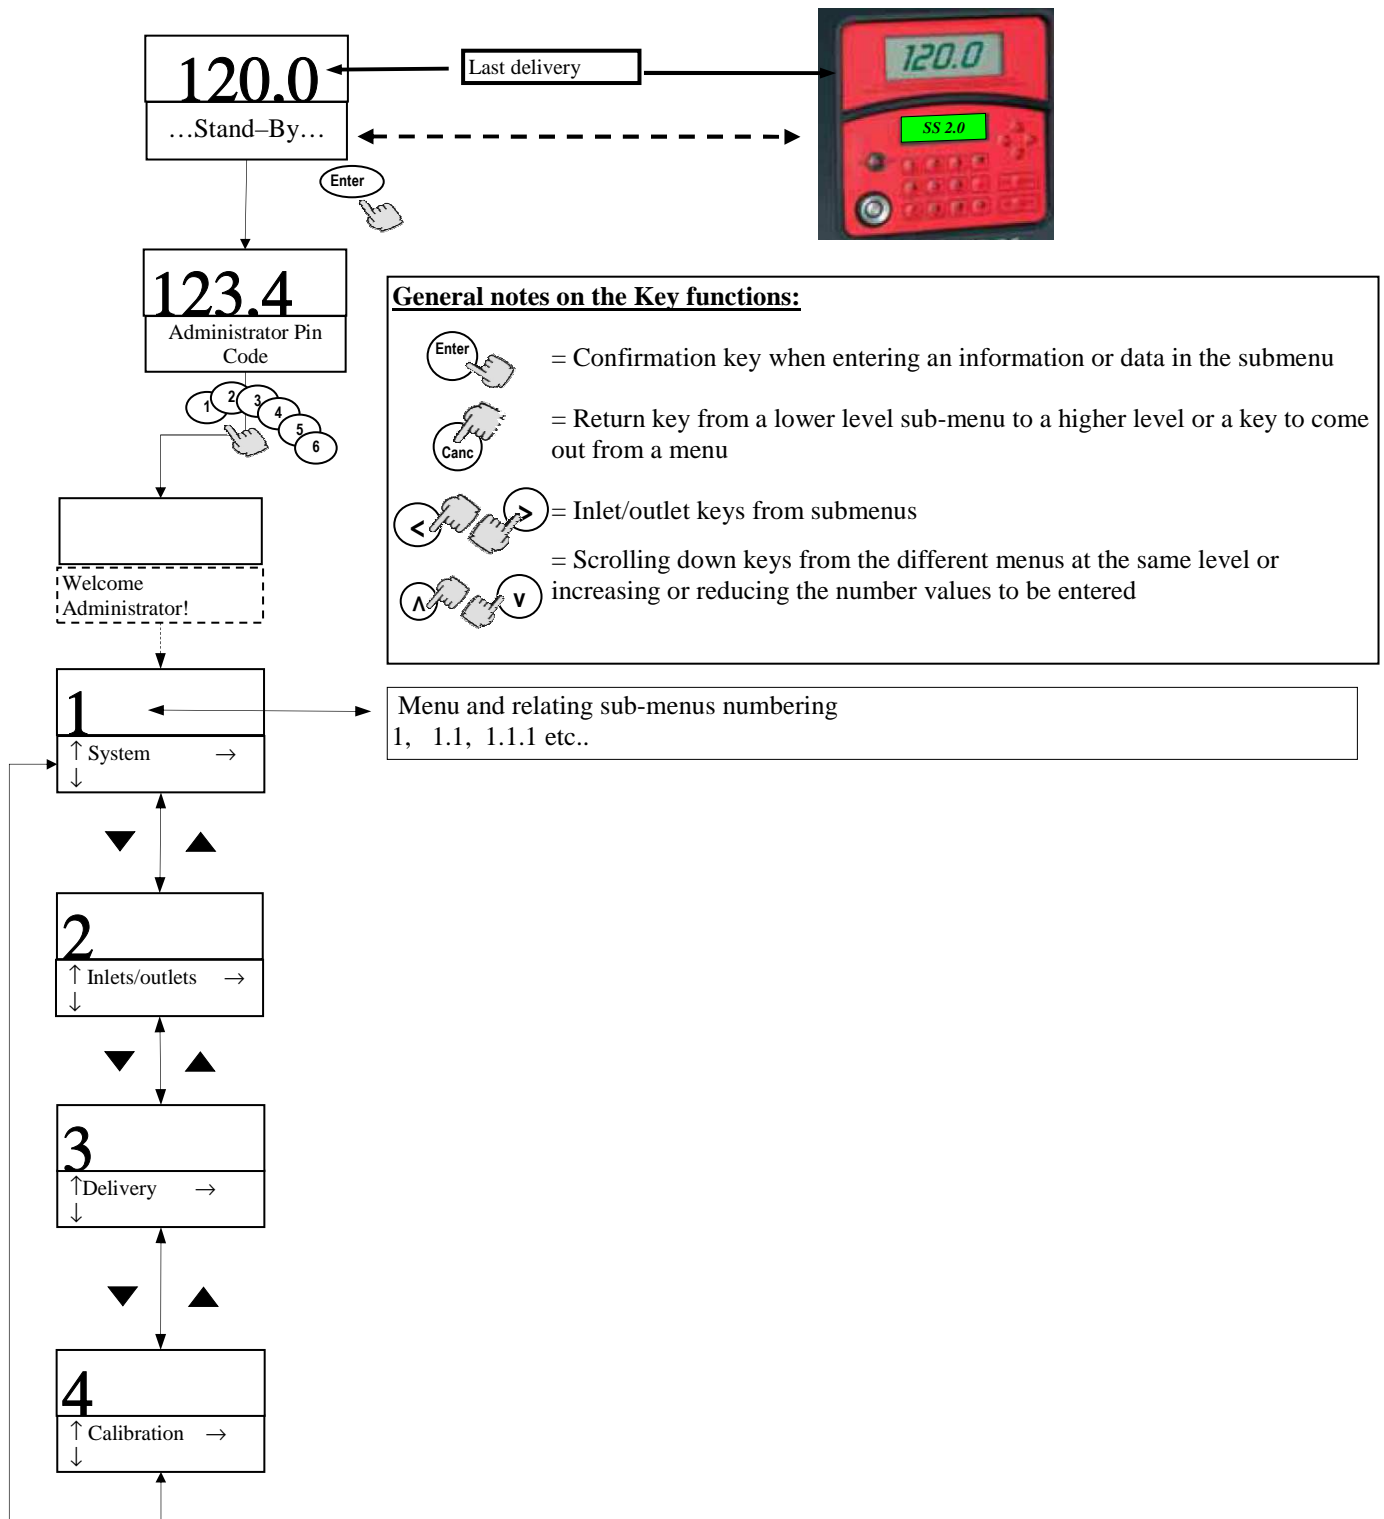 120.0
Last delivery
120.0
…Stand–By…
SS 2.0
Enter
123.4
Administrator Pin
Code
1 2 3 4 5 6
General notes on the Key functions:
Enter
= Confirmation key when entering an information or data in the submenu
Canc
= Return key from a lower level sub-menu to a higher level or a key to come
out from a menu
< > = Inlet/outlet keys from submenus
= Scrolling down keys from the different menus at the same level or
increasing or reducing the number values to be entered
Λ V
Welcome
Administrator!
1
↑ System →
↓
Menu and relating sub-menus numbering
1, 1.1, 1.1.1 etc..
▼ ▲
2
↑ Inlets/outlets →
↓
▼ ▲
3
↑Delivery →
↓
▼ ▲
4
↑ Calibration →
↓